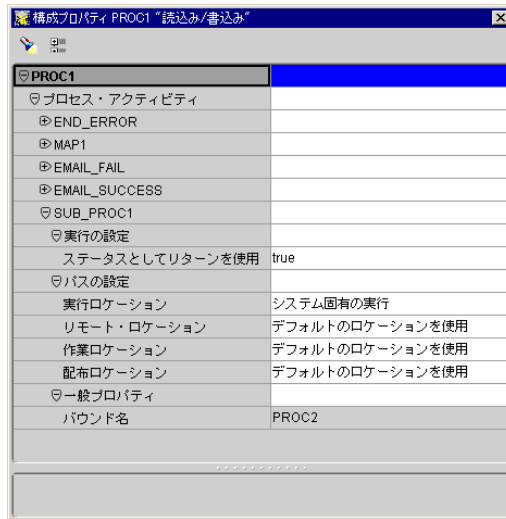 構成プロパティ PROC1 "読込み/書込み"
PROC1
プロセス・アクティビティ
END_ERROR
MAP1
EMAIL_FAIL
EMAIL_SUCCESS
SUB_PROC1
実行の設定
ステータスとしてリターンを使用 true
パスの設定
実行ロケーション システム固有の実行
リモート・ロケーション デフォルトのロケーションを使用
作業ロケーション デフォルトのロケーションを使用
配布ロケーション デフォルトのロケーションを使用
一般プロパティ
バウンド名 PROC2